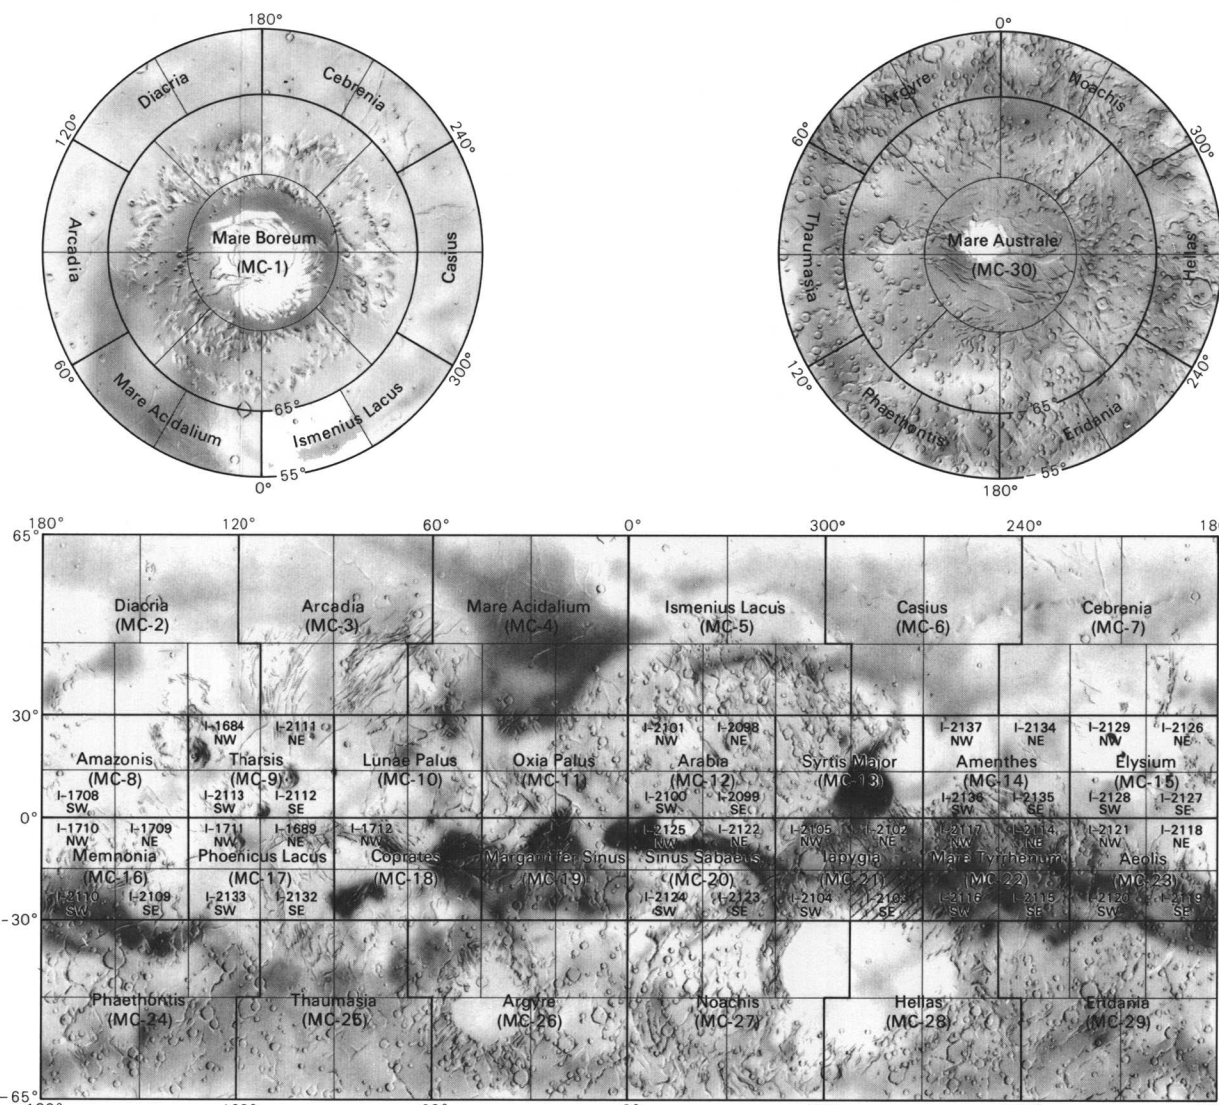 180°
Diacria
Cebrenia
120°
240°
Arcadia
Casius
Mare Boreum
(MC-1)
60°
300°
Mare Acidalium
Ismenius Lacus
65°
55°
0°
0°
Argyre
Noachis
60°
300°
Thaumasia
Hellas
Mare Australe
(MC-30)
120°
240°
Phaethontis
Eridania
-65°
-55°
180°
180° 120° 60° 0° 300° 240° 18
65°
Diacria Arcadia Mare Acidalium Ismenius Lacus Casius Cebrenia
(MC-2) (MC-3) (MC-4) (MC-5) (MC-6) (MC-7)
30°
I-1684 I-2111 I-2101 I-2098 I-2137 I-2134 I-2129 I-2126
NW NE NW NE NW NE NW NE
Amazonis Tharsis Lunae Palus Oxia Palus Arabia Syrtis Major Amenthes Elysium
(MC-8) (MC-9) (MC-10) (MC-11) (MC-12) (MC-13) (MC-14) (MC-15)
I-1708 I-2113 I-2112 I-2100 I-2099 I-2136 I-2135 I-2128 I-2127
SW SW SE SW SE SW SE SW SE
0°
I-1710 I-1709 I-1711 I-1689 I-1712 I-2125 I-2122 I-2105 I-2102 I-2117 I-2114 I-2121 I-2118
NW NE NW NE NW NW NE NW NE NW NE NW NE
Memnonia Phoenicus Lacus Coprates Margaritifer Sinus Sinus Sabaeus Iapygia Mare Tyrrhenum Aeolis
(MC-16) (MC-17) (MC-18) (MC-19) (MC-20) (MC-21) (MC-22) (MC-23)
I-2110 I-2109 I-2133 I-2132 I-2124 I-2123 I-2104 I-2103 I-2116 I-2115 I-2120 I-2119
SW SE SW SE SW SE SW SE SW SE SW SE
-30°
Phaethontis Thaumasia Argyre Noachis Hellas Eridania
(MC-24) (MC-25) (MC-26) (MC-27) (MC-28) (MC-29)
-65°